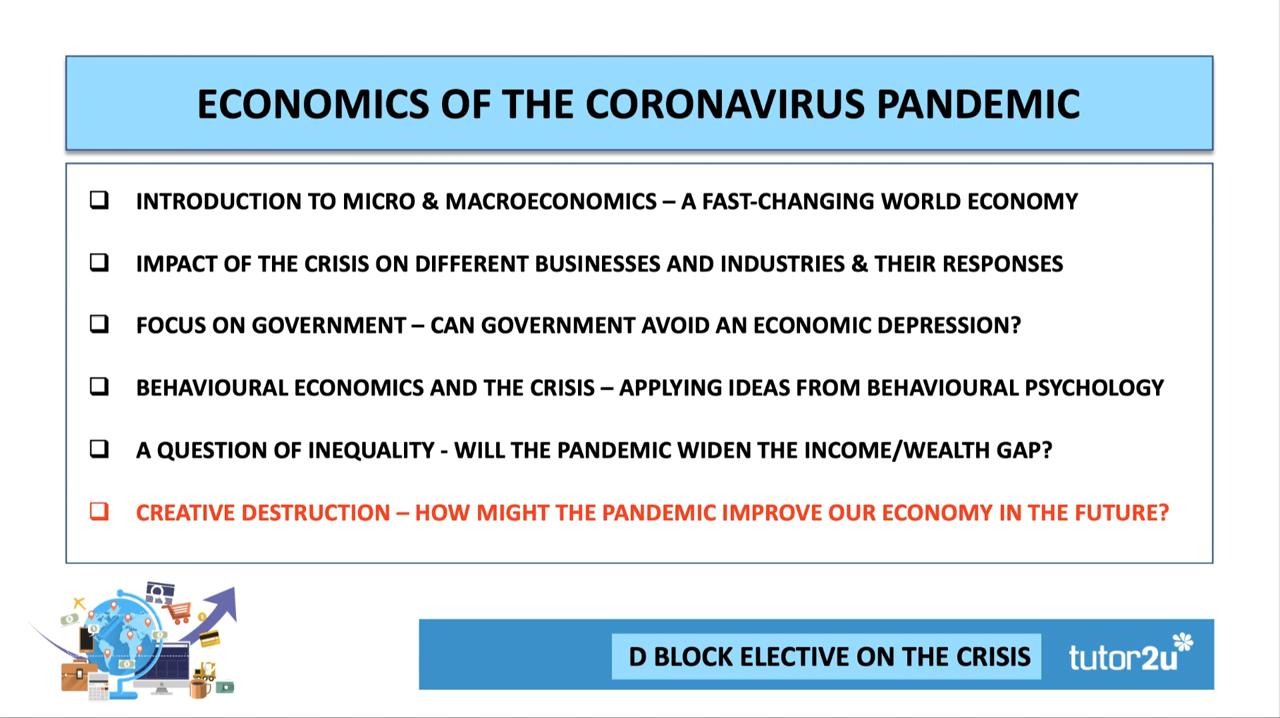 ECONOMICS OF THE CORONAVIRUS PANDEMIC
INTRODUCTION TO MICRO & MACROECONOMICS – A FAST-CHANGING WORLD ECONOMY
IMPACT OF THE CRISIS ON DIFFERENT BUSINESSES AND INDUSTRIES & THEIR RESPONSES
FOCUS ON GOVERNMENT – CAN GOVERNMENT AVOID AN ECONOMIC DEPRESSION?
BEHAVIOURAL ECONOMICS AND THE CRISIS – APPLYING IDEAS FROM BEHAVIOURAL PSYCHOLOGY
A QUESTION OF INEQUALITY - WILL THE PANDEMIC WIDEN THE INCOME/WEALTH GAP?
CREATIVE DESTRUCTION – HOW MIGHT THE PANDEMIC IMPROVE OUR ECONOMY IN THE FUTURE?
D BLOCK ELECTIVE ON THE CRISIS
tutor2u